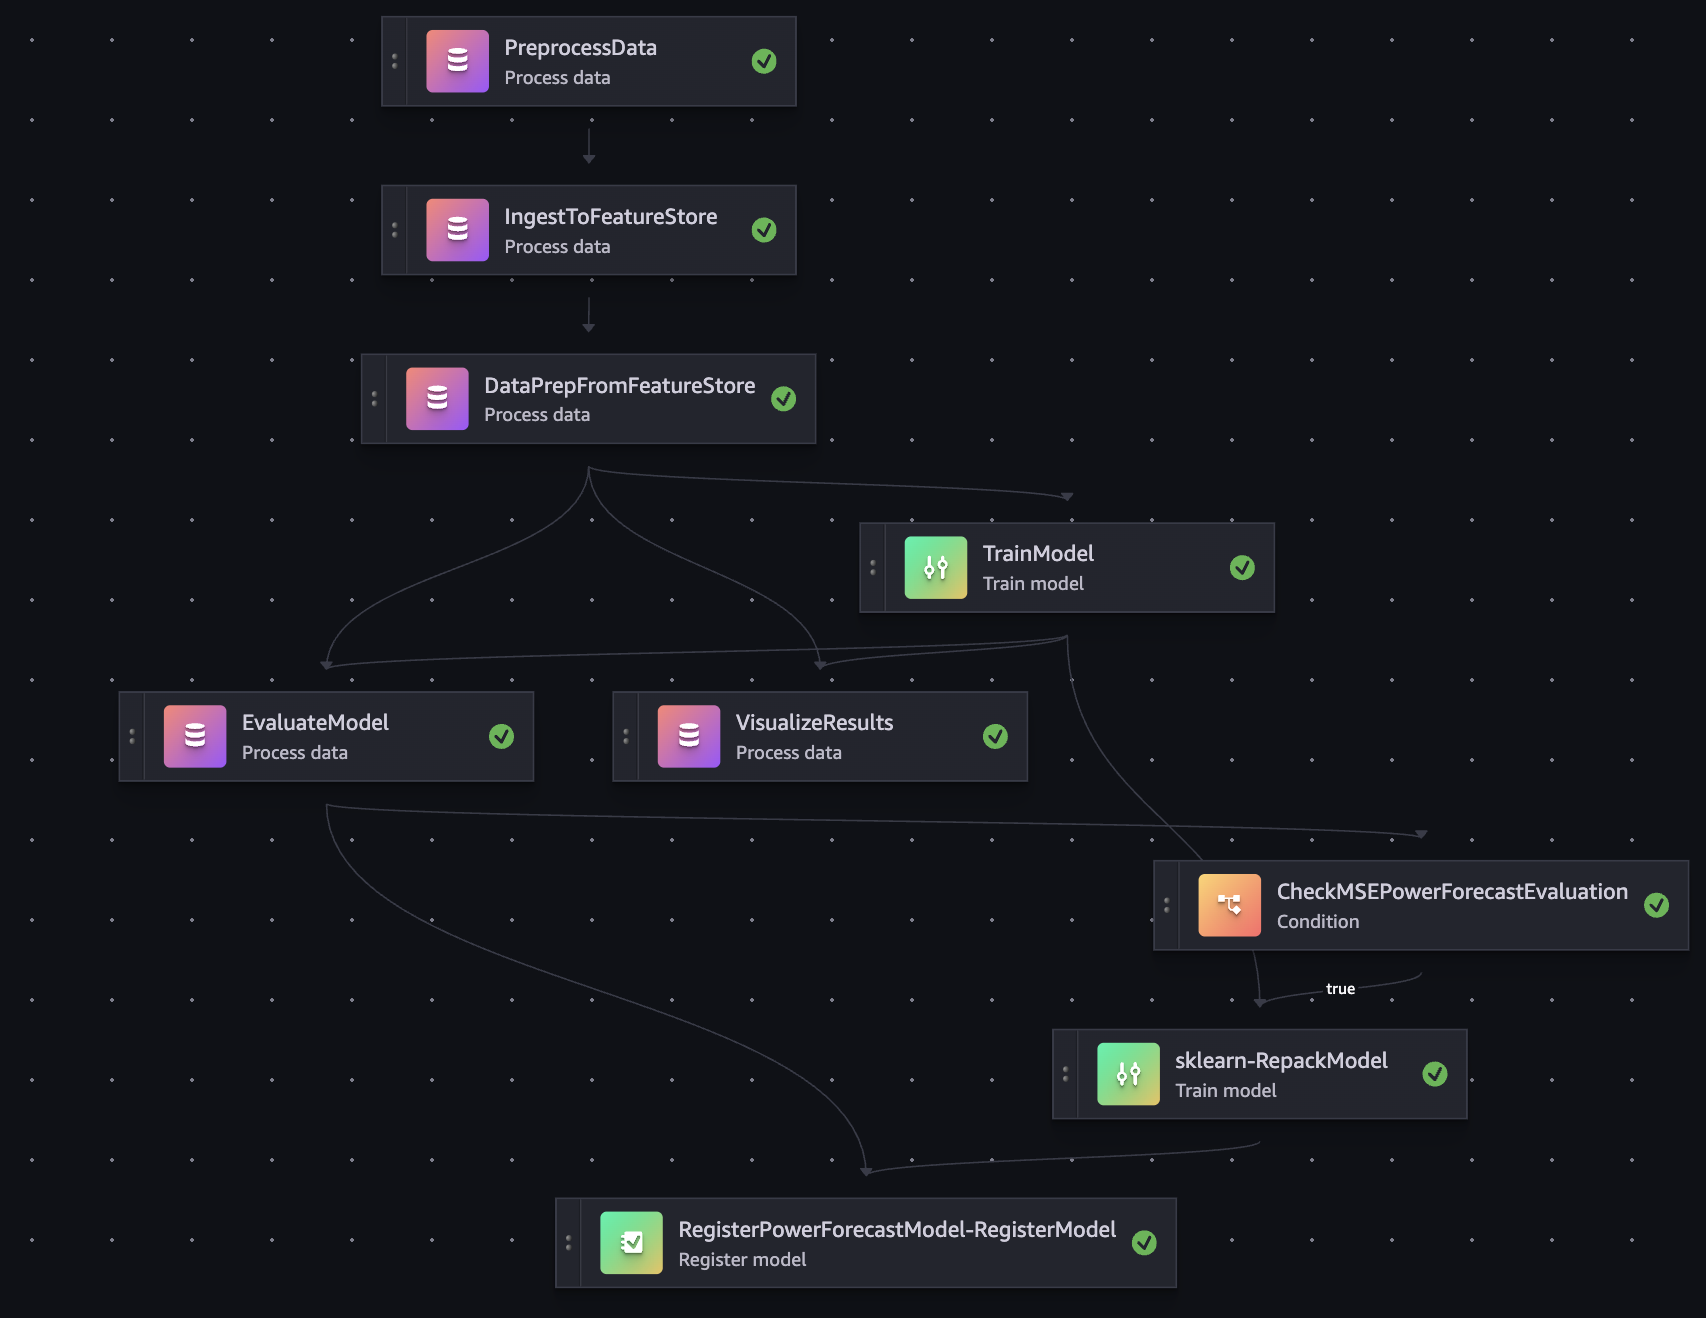 PreprocessData
Process data
IngestToFeatureStore
Process data
DataPrepFromFeatureStore
Process data
TrainModel
Train model
EvaluateModel
Process data
VisualizeResults
Process data
CheckMSEPowerForecastEvaluation
Condition
true
sklearn-RepackModel
Train model
RegisterPowerForecastModel-RegisterModel
Register model